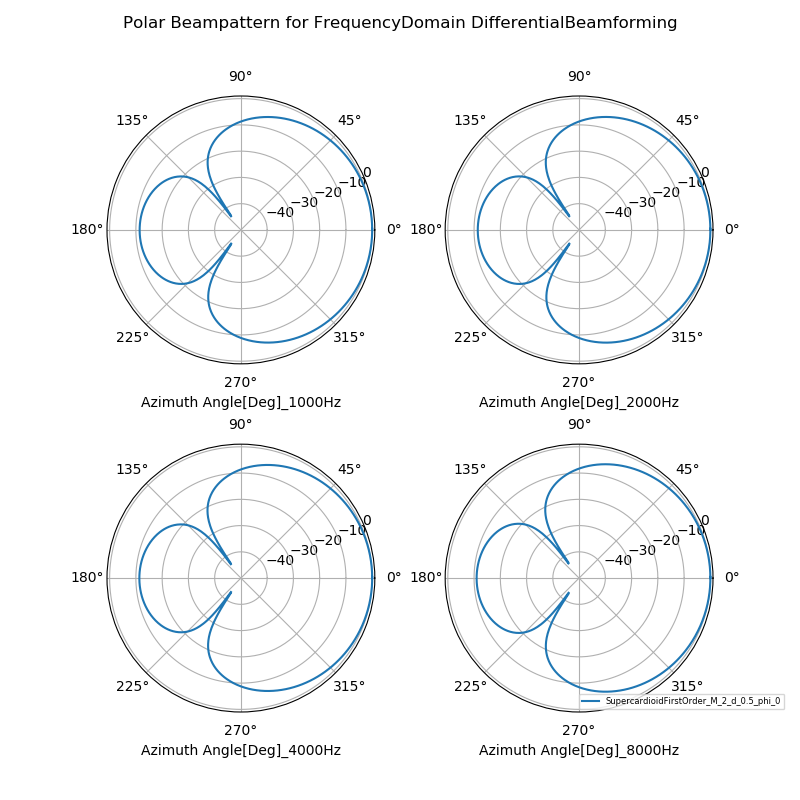 Polar Beampattern for FrequencyDomain DifferentialBeamforming
90° 90°
135° 45° 135° 45°
0 0
−10 −10
−20 −20
−30 −30
−40 −40
180° 0° 180° 0°
225° 315° 225° 315°
270° 270°
Azimuth Angle[Deg]_1000Hz Azimuth Angle[Deg]_2000Hz
90° 90°
135° 45° 135° 45°
0 0
−10 −10
−20 −20
−30 −30
−40 −40
180° 0° 180° 0°
225° 315° 225° 315°
SupercardioidFirstOrder_M_2_d_0.5_phi_0
270° 270°
Azimuth Angle[Deg]_4000Hz Azimuth Angle[Deg]_8000Hz